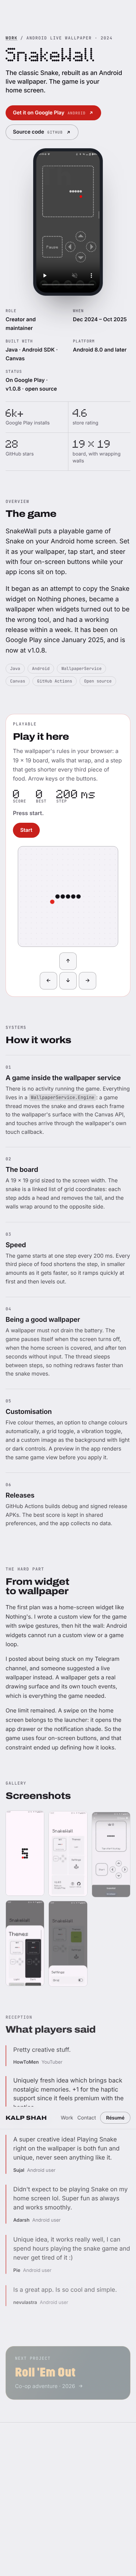 WORK / ANDROID LIVE WALLPAPER · 2024
SnakeWall
The classic Snake, rebuilt as an Android
live wallpaper. The game is your
home screen.
Get it on Google Play ANDROID ↗
Source code GITHUB ↗
ROLE
Creator and
maintainer
WHEN
Dec 2024 – Oct 2025
BUILT WITH
Java · Android SDK ·
Canvas
PLATFORM
Android 8.0 and later
STATUS
On Google Play ·
v1.0.8 · open source
6k+
Google Play installs
4.6
store rating
28
GitHub stars
19 × 19
board, with wrapping
walls
OVERVIEW
The game
SnakeWall puts a playable game of
Snake on your Android home screen. Set
it as your wallpaper, tap start, and steer
with four on-screen buttons while your
app icons sit on top.
It began as an attempt to copy the Snake
widget on Nothing phones, became a
wallpaper when widgets turned out to be
the wrong tool, and had a working
release within a week. It has been on
Google Play since January 2025, and is
now at v1.0.8.
Java
Android
WallpaperService
Canvas
GitHub Actions
Open source
PLAYABLE
Play it here
The wallpaper's rules in your browser: a
19 by 19 board, walls that wrap, and a step
that gets shorter every third piece of
food. Arrow keys or the buttons.
0
SCORE
0
BEST
200 ms
STEP
Press start.
Start
↑
← ↓ →
SYSTEMS
How it works
01
A game inside the wallpaper service
There is no activity running the game. Everything
lives in a WallpaperService.Engine: a game
thread moves the snake and draws each frame
to the wallpaper's surface with the Canvas API,
and touches arrive through the wallpaper's own
touch callback.
02
The board
A 19 × 19 grid sized to the screen width. The
snake is a linked list of grid coordinates: each
step adds a head and removes the tail, and the
walls wrap around to the opposite side.
03
Speed
The game starts at one step every 200 ms. Every
third piece of food shortens the step, in smaller
amounts as it gets faster, so it ramps quickly at
first and then levels out.
04
Being a good wallpaper
A wallpaper must not drain the battery. The
game pauses itself when the screen turns off,
when the home screen is covered, and after ten
seconds without input. The thread sleeps
between steps, so nothing redraws faster than
the snake moves.
05
Customisation
Five colour themes, an option to change colours
automatically, a grid toggle, a vibration toggle,
and a custom image as the background for light
or dark controls. A preview in the app renders
the same view before you apply it.
06
Releases
GitHub Actions builds debug and signed release
APKs. The best score is kept in shared
preferences, and the app collects no data.
THE HARD PART
From widget
to wallpaper
The first plan was a home-screen widget like
Nothing's. I wrote a custom view for the game
with swipe gestures, then hit the wall: Android
widgets cannot run a custom view or a game
loop.
I posted about being stuck on my Telegram
channel, and someone suggested a live
wallpaper instead. A wallpaper gets a real
drawing surface and its own touch events,
which is everything the game needed.
One limit remained. A swipe on the home
screen belongs to the launcher: it opens the
app drawer or the notification shade. So the
game uses four on-screen buttons, and that
constraint ended up defining how it looks.
GALLERY
Screenshots
SnakeWall
Themes
RECEPTION
What players said
Pretty creative stuff.
HowToMen YouTuber
Uniquely fresh idea which brings back
nostalgic memories. +1 for the haptic
support since it feels premium with the
KALP SHAH
Work Contact Résumé
A super creative idea! Playing Snake
right on the wallpaper is both fun and
unique, never seen anything like it.
Sujal Android user
Didn't expect to be playing Snake on my
home screen lol. Super fun as always
and works smoothly.
Adarsh Android user
Unique idea, it works really well, I can
spend hours playing the snake game and
never get tired of it :)
Pie Android user
Is a great app. Is so cool and simple.
nevulastra Android user
NEXT PROJECT
Roll 'Em Out
Co-op adventure · 2026 →